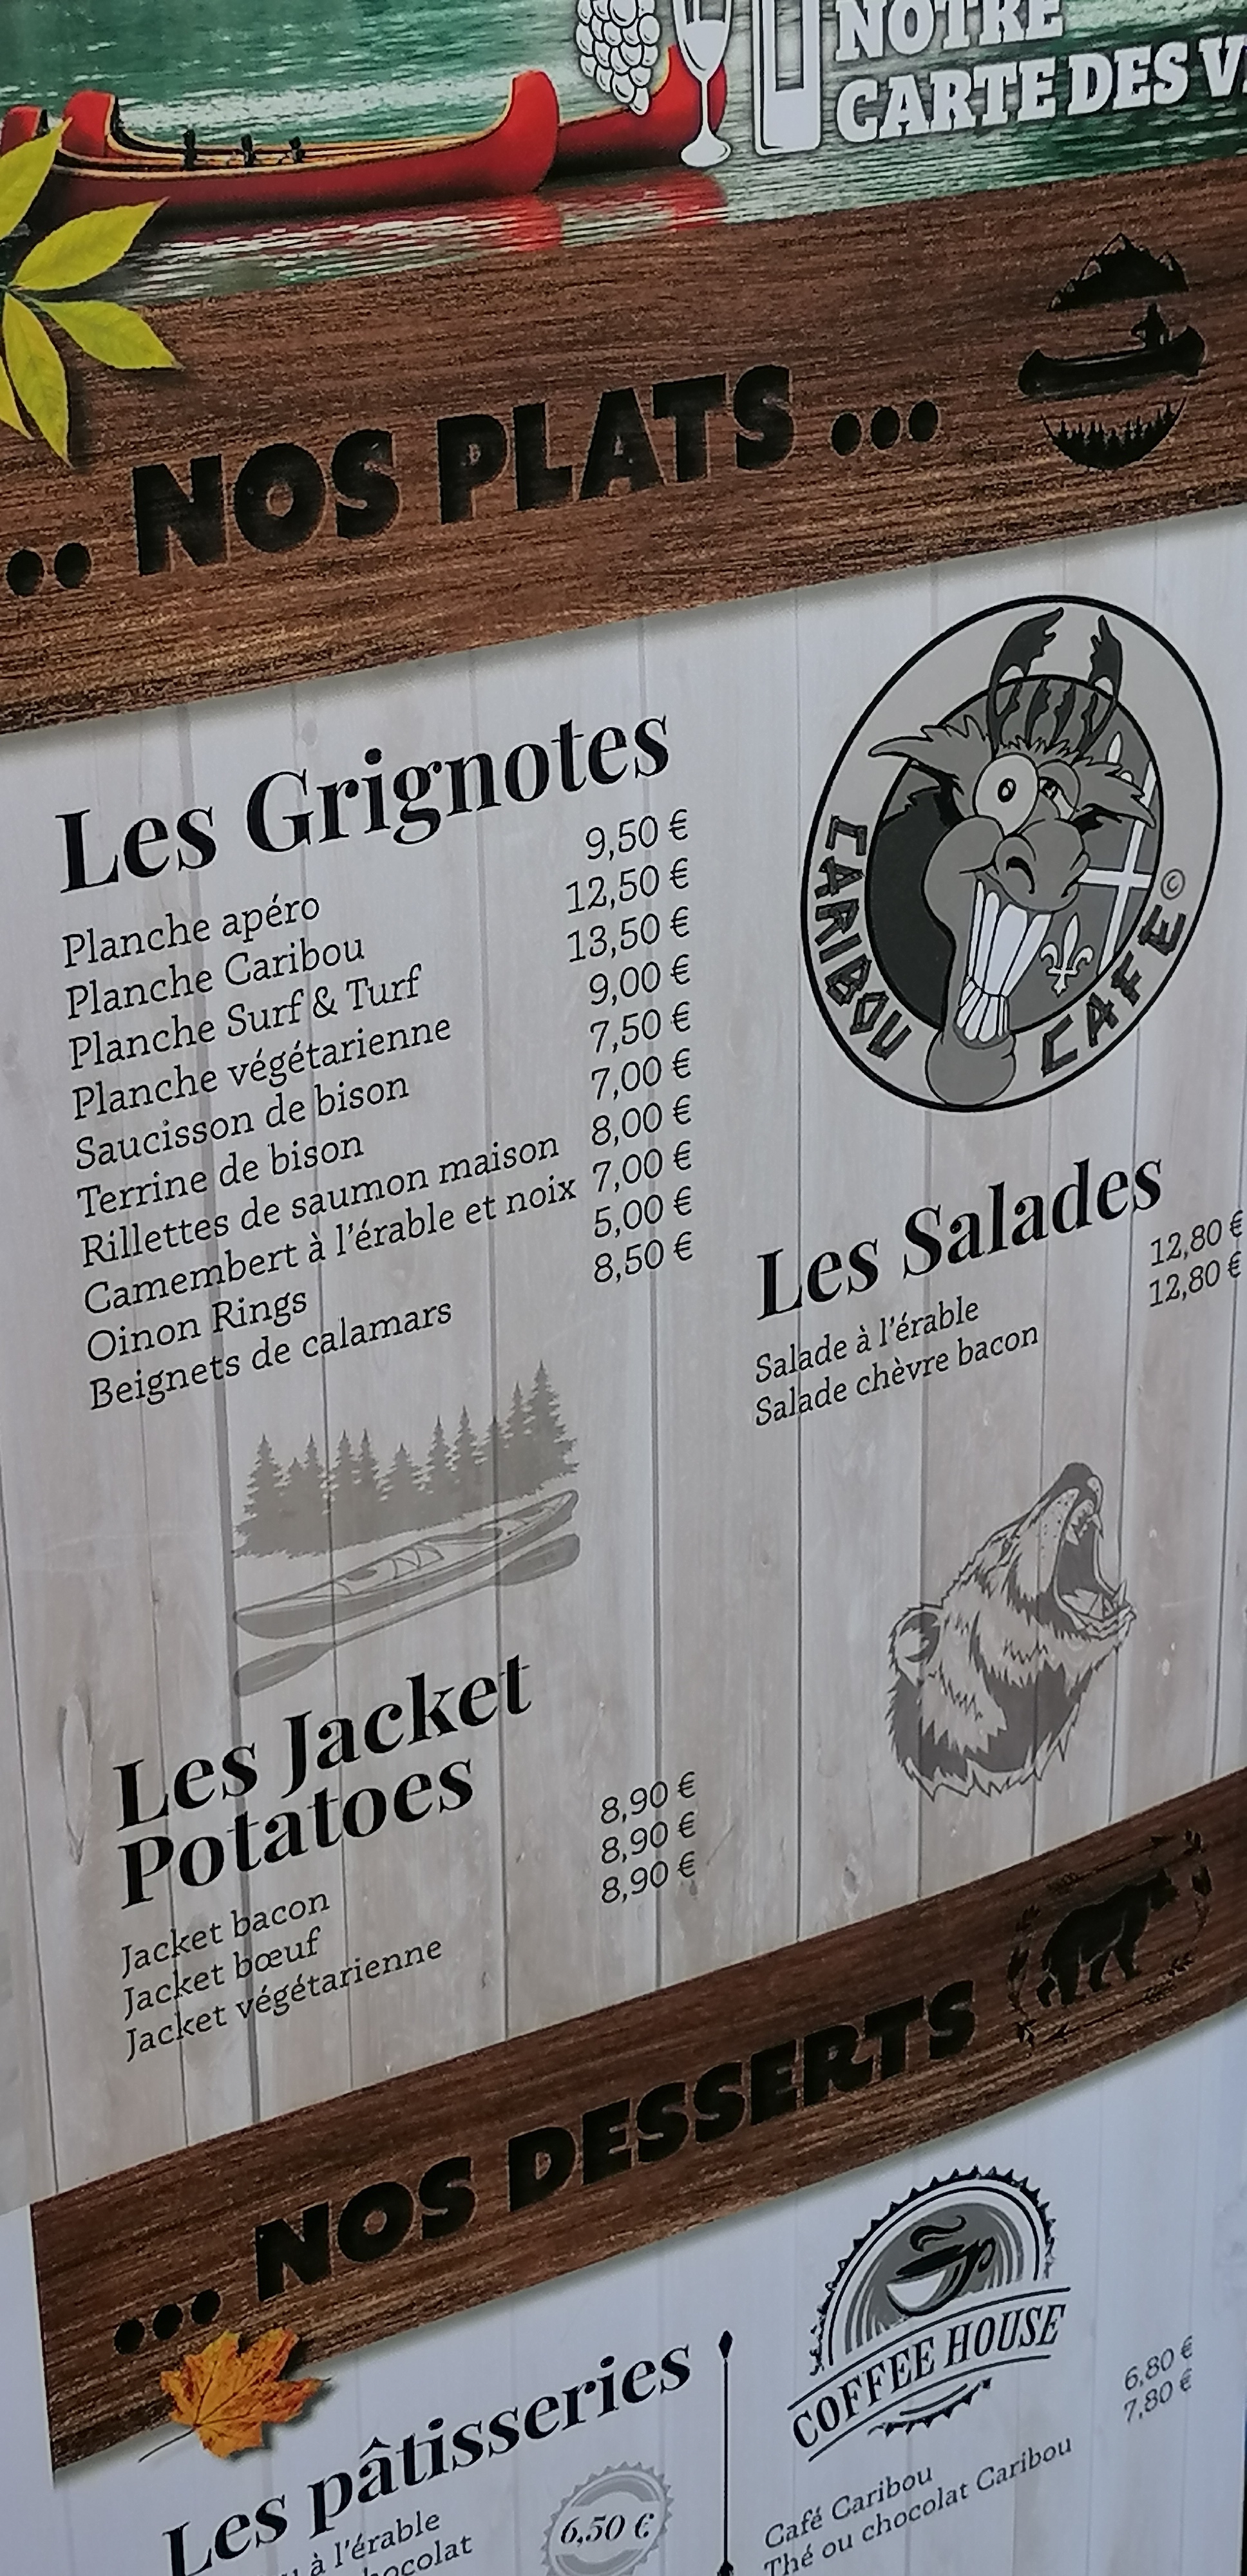 NOTRE
CARTE DES
... NOS PLATS ...
Les Grignotes
Planche apéro 9,50 €
Planche Caribou 12,50 €
Planche Surf & Turf 13,50 €
Planche végétarienne 9,00 €
Saucisson de bison 7,50 €
Terrine de bison 7,00 €
Rillettes de saumon maison 8,00 €
Camembert à l'érable et noix 7,00 €
Oinon Rings 5,00 €
Beignets de calamars 8,50 €
CARIBOU CAFÉ ©
Les Salades
Salade à l'érable 12,80 €
Salade chèvre bacon 12,80 €
Les Jacket
Potatoes
Jacket bacon 8,90 €
Jacket bœuf 8,90 €
Jacket végétarienne 8,90 €
... NOS DESSERTS
Les pâtisseries
à l'érable
6,50 €
COFFEE HOUSE
Café Caribou 6,80 €
Thé ou chocolat Caribou 7,80 €